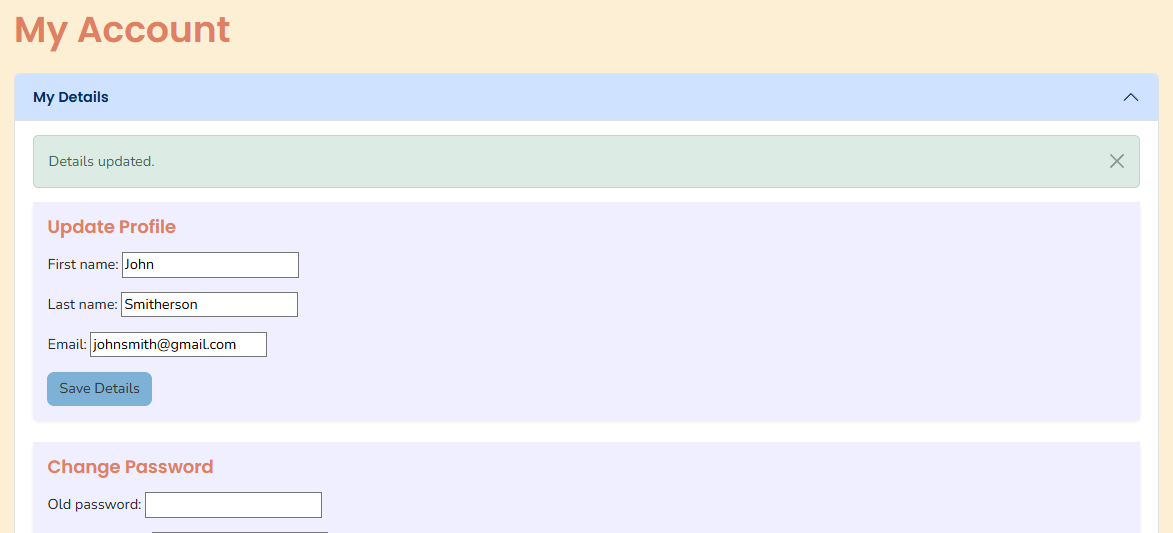 My Account
My Details
Details updated.
Update Profile
First name: John
Last name: Smitherson
Email: johnsmith@gmail.com
Save Details
Change Password
Old password: